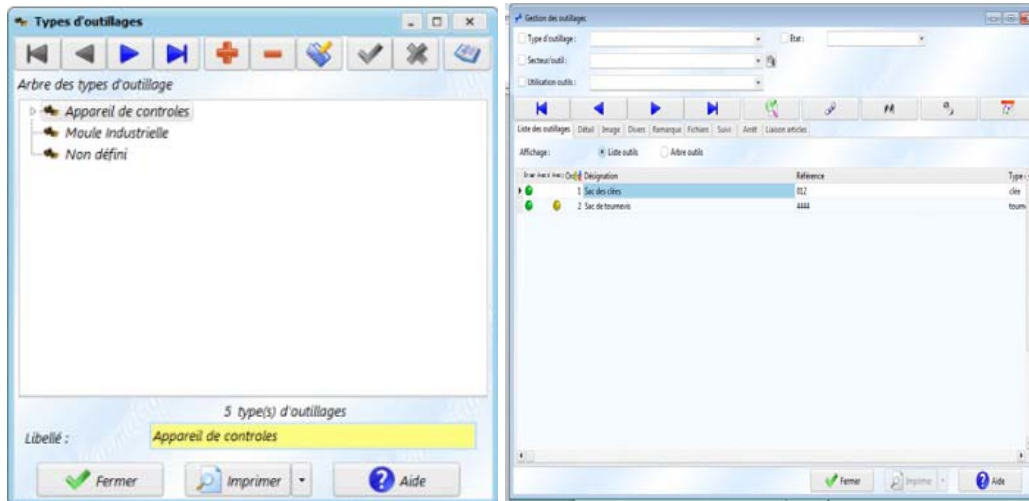 Types d'outillages
Arbre des types d'outillage
Appareil de controles
Moule Industrielle
Non défini
5 type(s) d'outillages
Libellé : Appareil de controles
Fermer Imprimer Aide
Gestion des outillages
Type d'outillage : Etat :
Secteur/outil :
Utilisation outils :
Liste des outillages Détail Image Divers Remarque Fichiers Suivi Arrêt Liaison articles
Affichage : Liste outils Arbre outils
Désignation Référence Type
1 Sac des clées 012 clée
2 Sac de tournevis 4444 tourn
Fermer Imprimer Aide